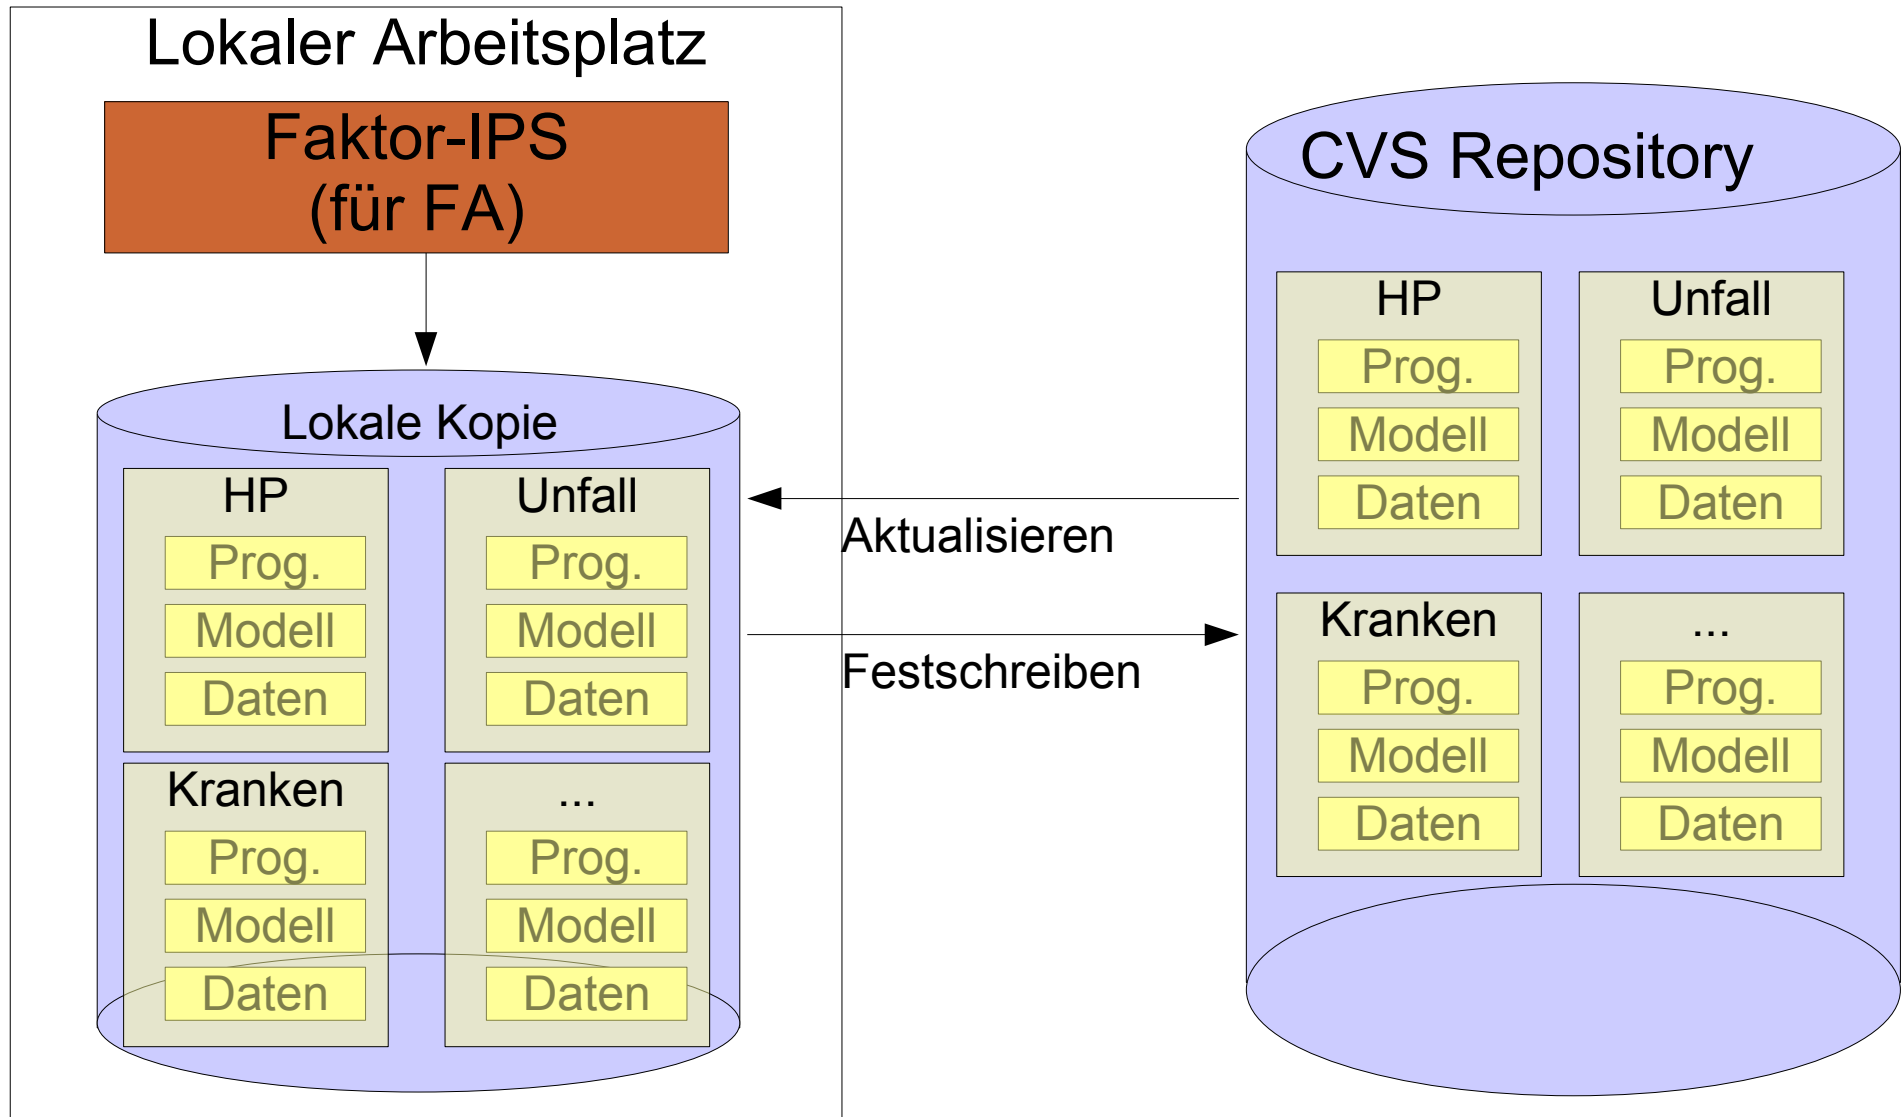 Lokaler Arbeitsplatz
Faktor-IPS
(für FA)
Lokale Kopie
HP
Prog.
Modell
Daten
Unfall
Prog.
Modell
Daten
Kranken
Prog.
Modell
Daten
...
Prog.
Modell
Daten
Aktualisieren
Festschreiben
CVS Repository
HP
Prog.
Modell
Daten
Unfall
Prog.
Modell
Daten
Kranken
Prog.
Modell
Daten
...
Prog.
Modell
Daten